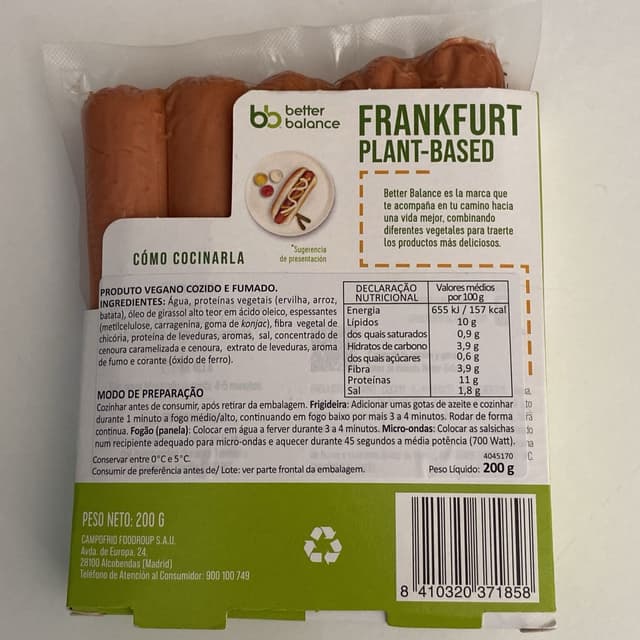 better
balance
FRANKFURT
PLANT-BASED
Better Balance es la marca que
te acompaña en tu camino hacia
una vida mejor, combinando
diferentes vegetales para traerte
los productos más deliciosos.
*Sugerencia
de presentación
CÓMO COCINARLA
PRODUTO VEGANO COZIDO E FUMADO.
INGREDIENTES: Água, proteínas vegetais (ervilha, arroz,
batata), óleo de girassol alto teor em ácido oleico, espessantes
(metilcelulose, carragenina, goma de konjac), fibra vegetal de
chicória, proteína de leveduras, aromas, sal, concentrado de
cenoura caramelizada e cenoura, extrato de leveduras, aroma
de fumo e corante (óxido de ferro).
DECLARAÇÃO NUTRICIONAL Valores médios por 100 g
Energia 655 kJ / 157 kcal
Lípidos 10 g
dos quais saturados 0,9 g
Hidratos de carbono 3,9 g
dos quais açúcares 0,6 g
Fibra 3,9 g
Proteínas 11 g
Sal 1,8 g
MODO DE PREPARAÇÃO
Cozinhar antes de consumir, após retirar da embalagem. Frigideira: Adicionar umas gotas de azeite e cozinhar
durante 1 minuto a fogo médio/alto, continuando em fogo baixo por mais 3 a 4 minutos. Rodar de forma
contínua. Fogão (panela): Colocar em água a ferver durante 3 a 4 minutos. Micro-ondas: Colocar as salsichas
num recipiente adequado para micro-ondas e aquecer durante 45 segundos a média potência (700 Watt).
Conservar entre 0°C e 5°C.
4045170
Consumir de preferência antes de/ Lote: ver parte frontal da embalagem.
Peso Líquido: 200 g
PESO NETO: 200 G
CAMPOFRIO FOODROUP S.A.U.
Avda. de Europa, 24.
28100 Alcobendas (Madrid)
Teléfono de Atención al Consumidor: 900 100 749
8 410320 371858